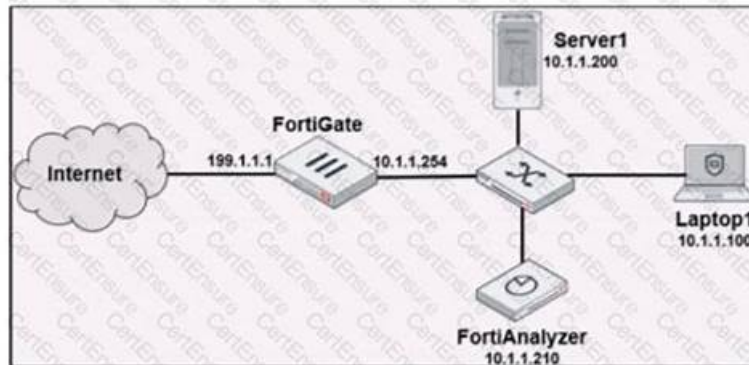 Server1
10.1.1.200
FortiGate
Internet
199.1.1.1
10.1.1.254
Laptop1
10.1.1.100
FortiAnalyzer
10.1.1.210
CertEnsure